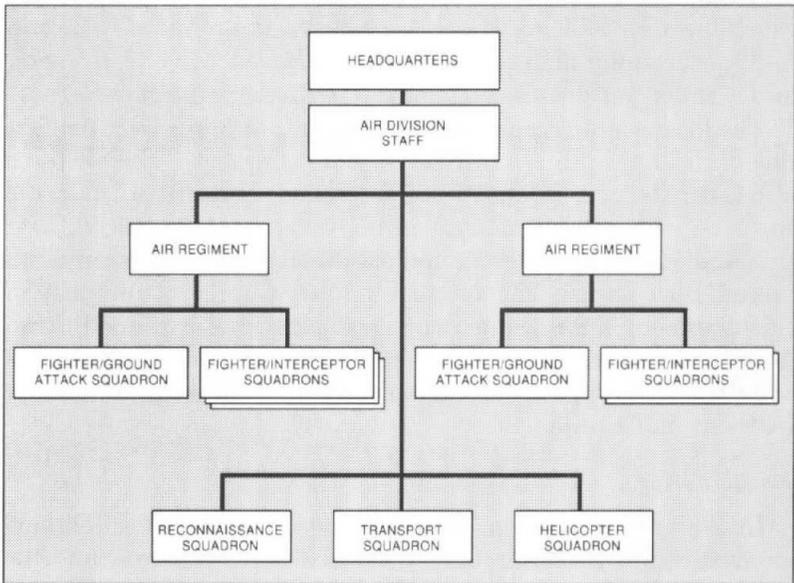 HEADQUARTERS
AIR DIVISION
STAFF
AIR REGIMENT
AIR REGIMENT
FIGHTER/GROUND
ATTACK SQUADRON
FIGHTER/INTERCEPTOR
SQUADRONS
FIGHTER/GROUND
ATTACK SQUADRON
FIGHTER/INTERCEPTOR
SQUADRONS
RECONNAISSANCE
SQUADRON
TRANSPORT
SQUADRON
HELICOPTER
SQUADRON